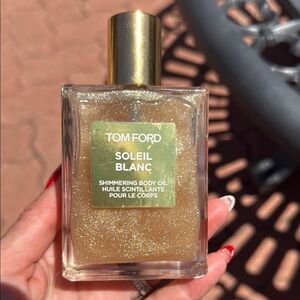 TOM FORD
SOLEIL
BLANC
SHIMMERING BODY OIL
HUILE SCINTILLANTE
POUR LE CORPS